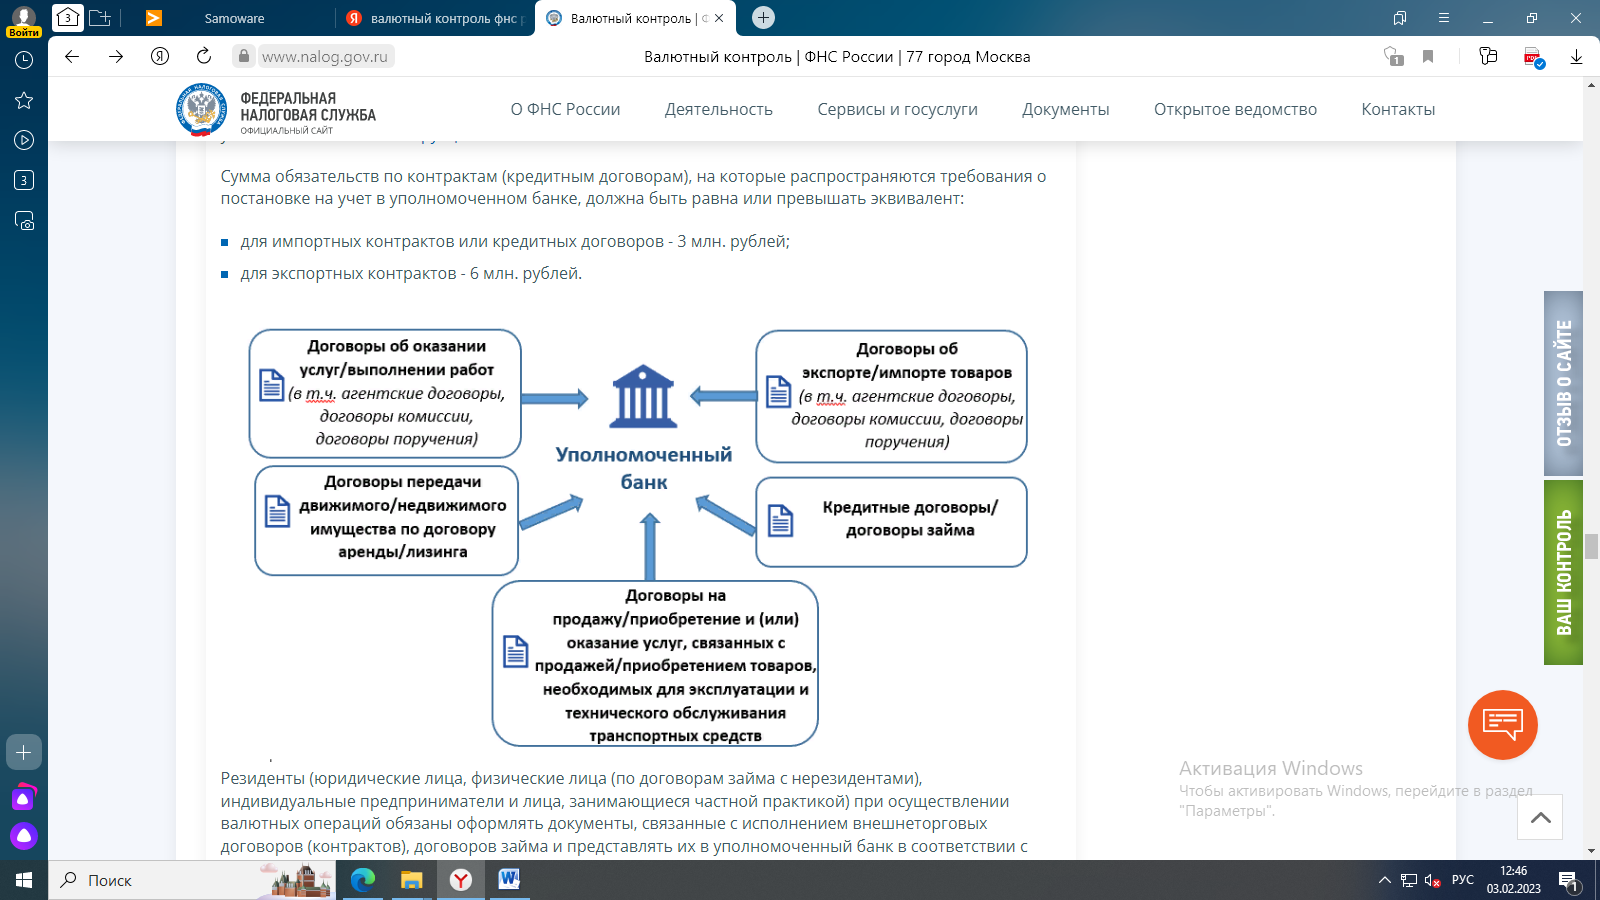 Войти
3
Samoware
Я
валютный контроль фнс р
Валютный контроль | Ф
Я
www.nalog.gov.ru
Валютный контроль | ФНС России | 77 город Москва
1
PDF
3
ФЕДЕРАЛЬНАЯ
НАЛОГОВАЯ СЛУЖБА
ОФИЦИАЛЬНЫЙ САЙТ
О ФНС России
Деятельность
Сервисы и госуслуги
Документы
Открытое ведомство
Контакты
Сумма обязательств по контрактам (кредитным договорам), на которые распространяются требования о
постановке на учет в уполномоченном банке, должна быть равна или превышать эквивалент:
для импортных контрактов или кредитных договоров - 3 млн. рублей;
для экспортных контрактов - 6 млн. рублей.
Договоры об оказании
услуг/выполнении работ
(в т.ч. агентские договоры,
договоры комиссии,
договоры поручения)
Договоры об
экспорте/импорте товаров
(в т.ч. агентские договоры,
договоры комиссии, договоры
поручения)
Уполномоченный
банк
Договоры передачи
движимого/недвижимого
имущества по договору
аренды/лизинга
Кредитные договоры/
договоры займа
Договоры на
продажу/приобретение и (или)
оказание услуг, связанных с
продажей/приобретением товаров,
необходимых для эксплуатации и
технического обслуживания
транспортных средств
Резиденты (юридические лица, физические лица (по договорам займа с нерезидентами),
индивидуальные предприниматели и лица, занимающиеся частной практикой) при осуществлении
валютных операций обязаны оформлять документы, связанные с исполнением внешнеторговых
договоров (контрактов), договоров займа и представлять их в уполномоченный банк в соответствии с
ОТЗЫВ О САЙТЕ
ВАШ КОНТРОЛЬ
Активация Windows
Чтобы активировать Windows, перейдите в раздел
"Параметры".
Поиск
Y
W
РУС
12:46
03.02.2023
1